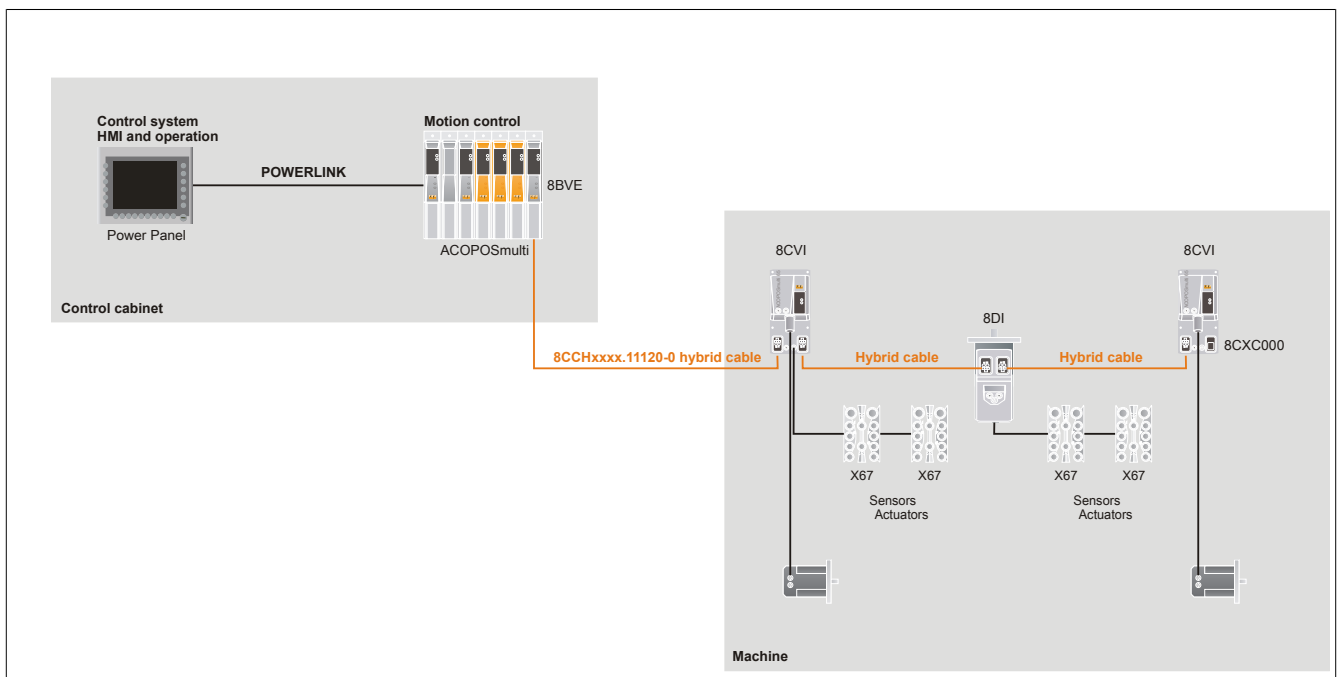 Control system
HMI and operation
Motion control
POWERLINK
8BVE
Power Panel
ACOPOSmulti
Control cabinet
8CVI
8CVI
8DI
8CXC000
8CCHxxxx.11120-0 hybrid cable
Hybrid cable
Hybrid cable
X67
X67
X67
X67
Sensors
Actuators
Sensors
Actuators
Machine